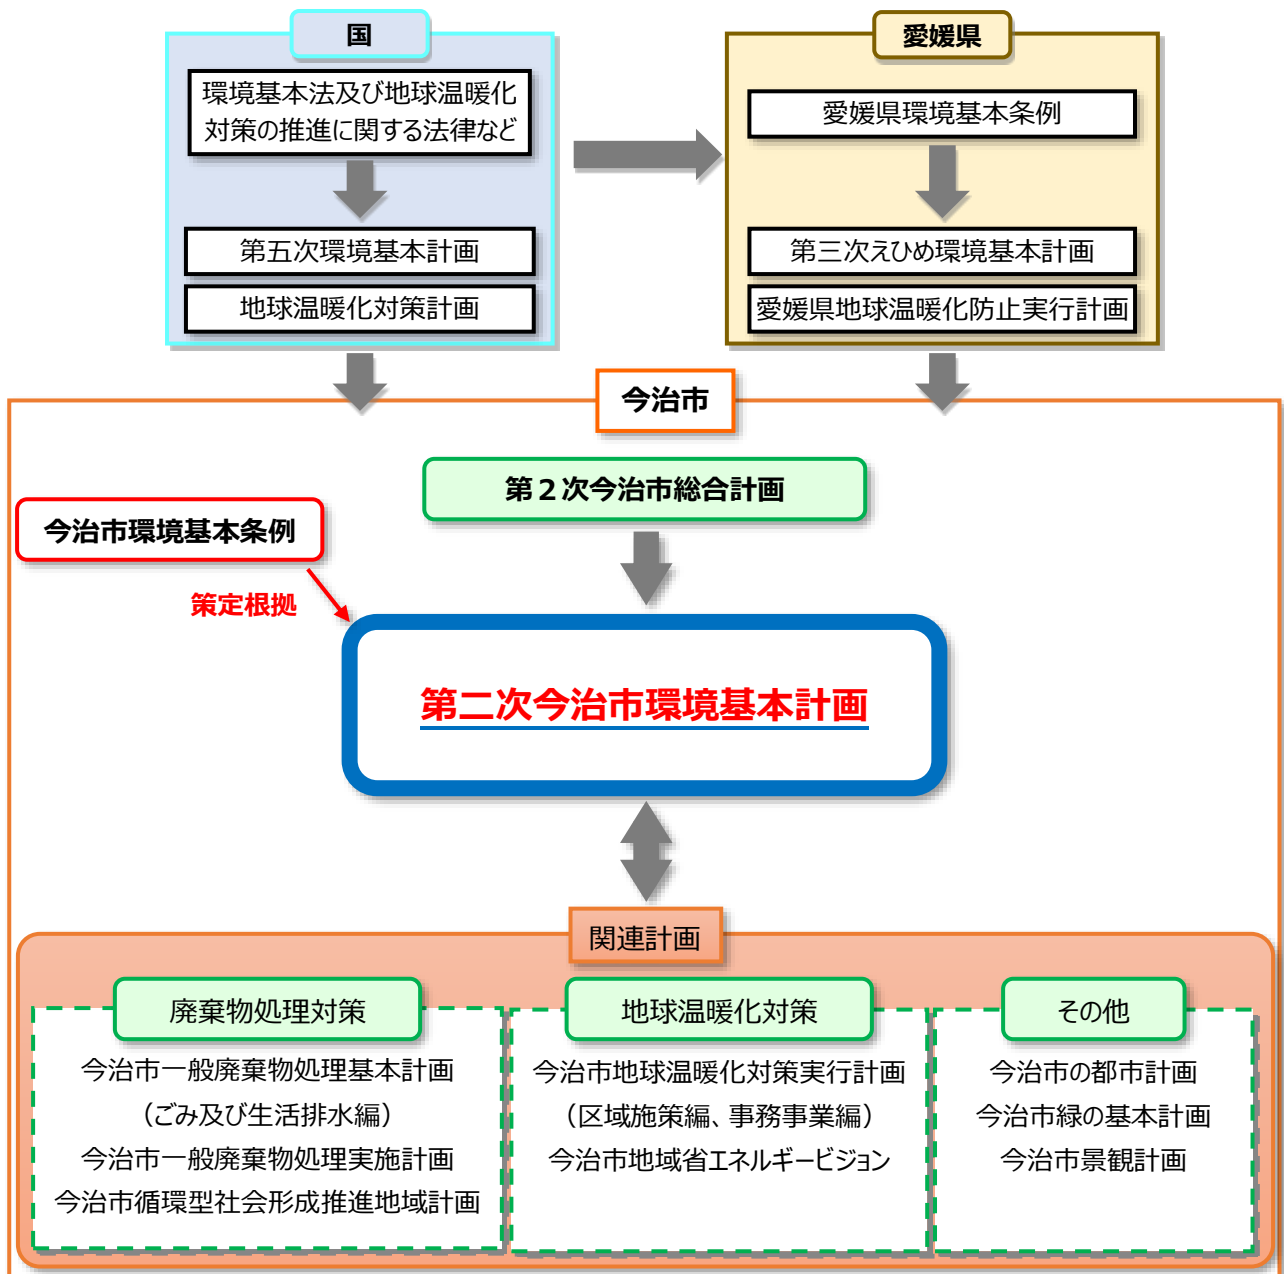 国
環境基本法及び地球温暖化
対策の推進に関する法律など
第五次環境基本計画
地球温暖化対策計画
愛媛県
愛媛県環境基本条例
第三次えひめ環境基本計画
愛媛県地球温暖化防止実行計画
今治市
第２次今治市総合計画
今治市環境基本条例
策定根拠
第二次今治市環境基本計画
関連計画
廃棄物処理対策
今治市一般廃棄物処理基本計画
（ごみ及び生活排水編）
今治市一般廃棄物処理実施計画
今治市循環型社会形成推進地域計画
地球温暖化対策
今治市地球温暖化対策実行計画
（区域施策編、事務事業編）
今治市地域省エネルギービジョン
その他
今治市の都市計画
今治市緑の基本計画
今治市景観計画